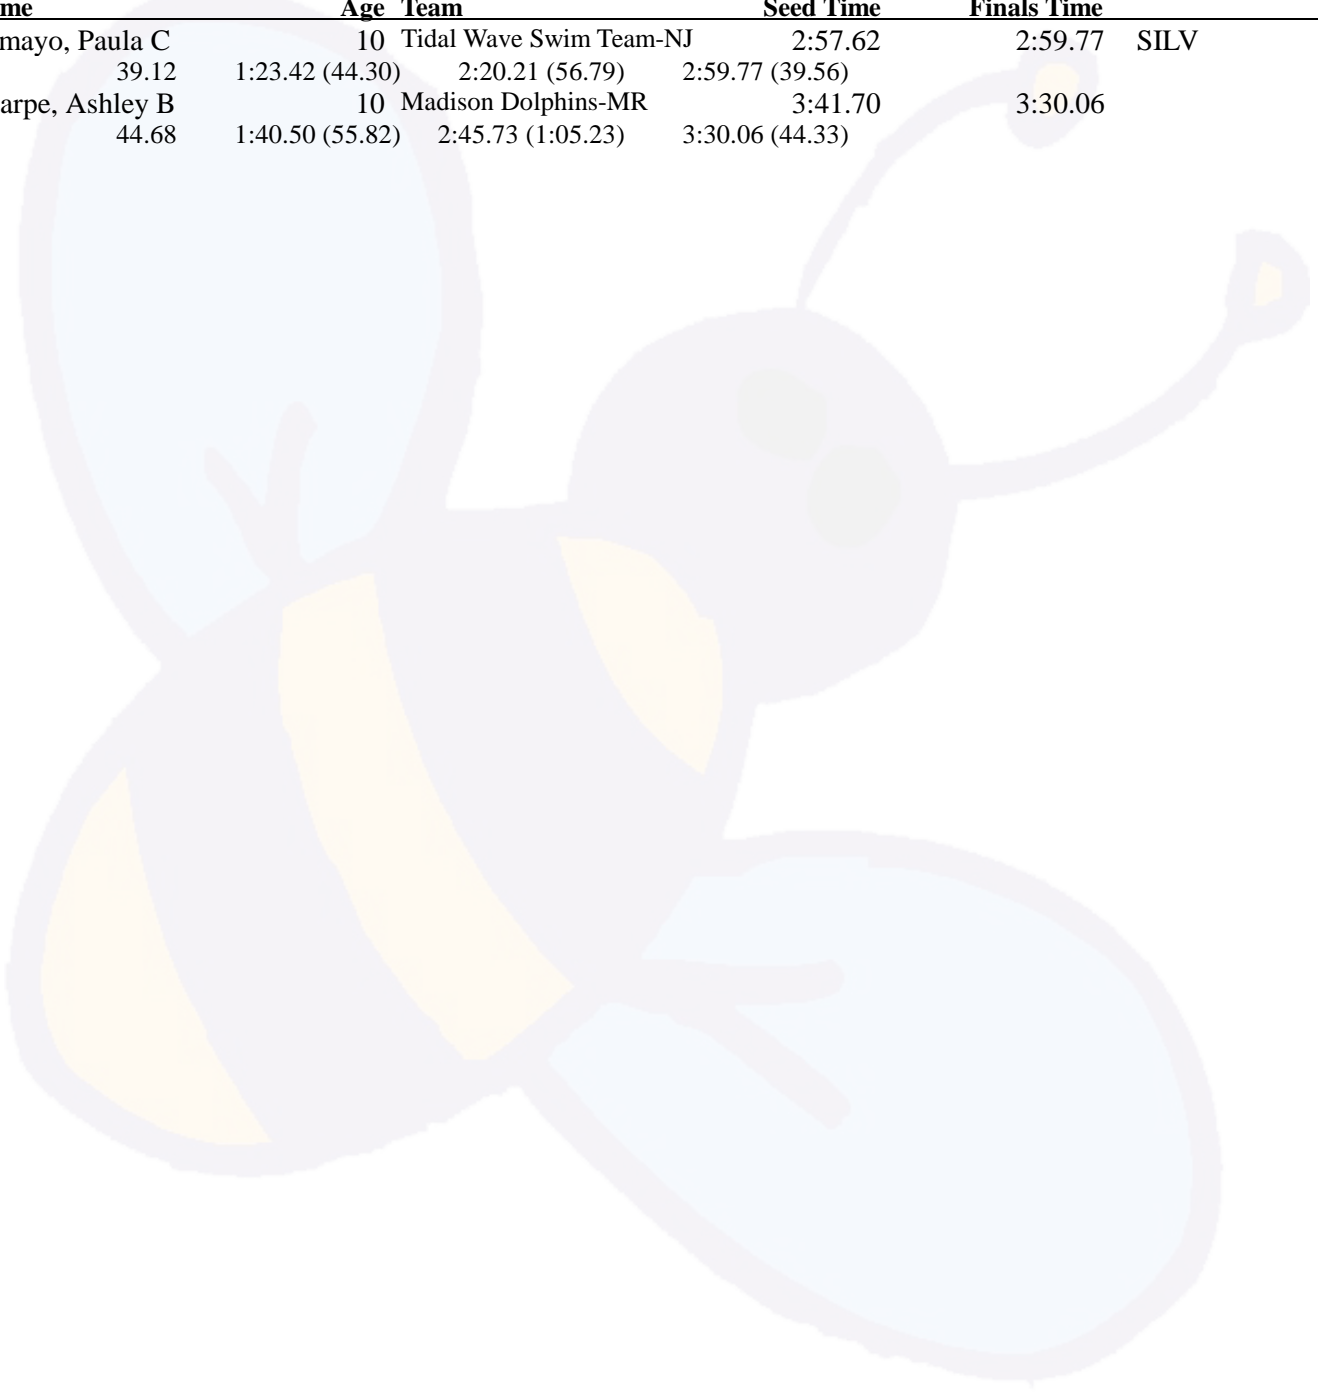 me Age Team Seed Time Finals Time
mayo, Paula C 10 Tidal Wave Swim Team-NJ 2:57.62 2:59.77 SILV
39.12 1:23.42 (44.30) 2:20.21 (56.79) 2:59.77 (39.56)
arpe, Ashley B 10 Madison Dolphins-MR 3:41.70 3:30.06
44.68 1:40.50 (55.82) 2:45.73 (1:05.23) 3:30.06 (44.33)